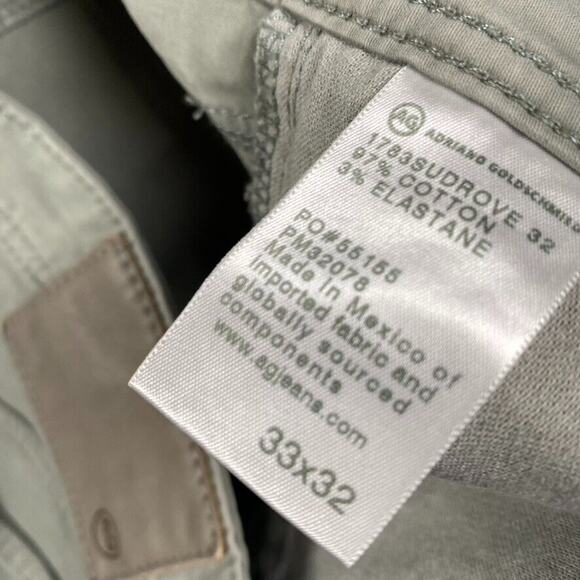 AG ADRIANO GOLDSCHMIED
1783SUDROVE 32
97% COTTON
3% ELASTANE
PO#55155
PM32078
Made in Mexico of
imported fabric and
globally sourced
components
www.agjeans.com
33x32